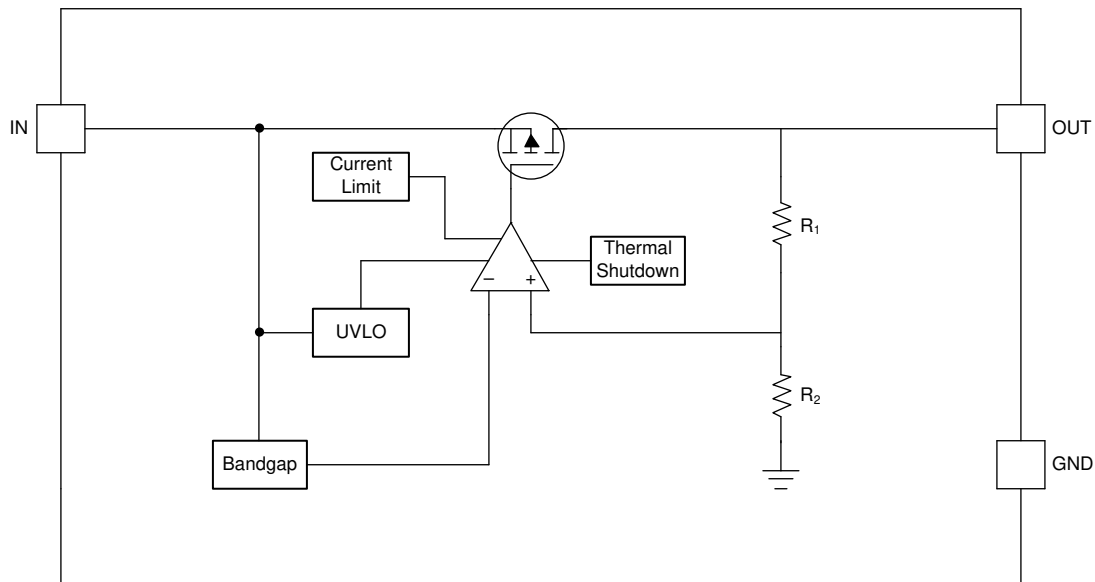 IN
OUT
Current
Limit
Thermal
Shutdown
R₁
− +
UVLO
R₂
Bandgap
GND